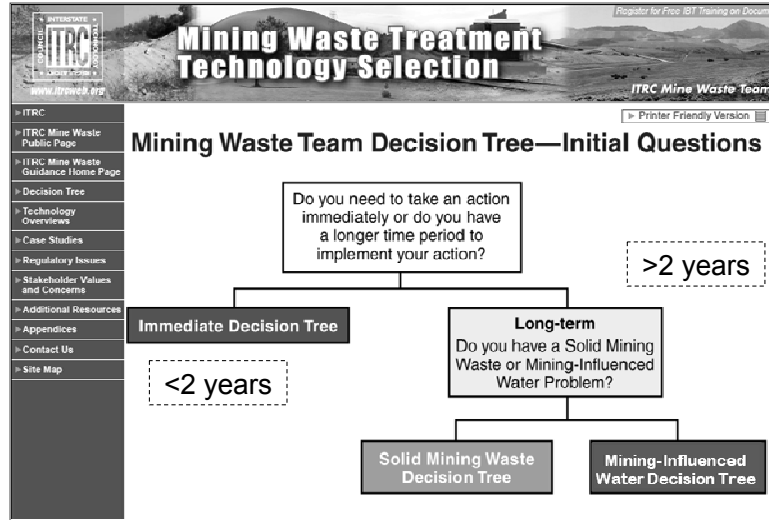 Register for Free IBT Training on Docum
INTERSTATE
COUNCIL
TECHNOLOGY
ITRC
REGULATORY
www.itrcweb.org
Mining Waste Treatment
Technology Selection
ITRC Mine Waste Team
Printer Friendly Version
ITRC
ITRC Mine Waste
Public Page
ITRC Mine Waste
Guidance Home Page
Decision Tree
Technology
Overviews
Case Studies
Regulatory Issues
Stakeholder Values
and Concerns
Additional Resources
Appendices
Contact Us
Site Map
Mining Waste Team Decision Tree—Initial Questions
Do you need to take an action
immediately or do you have
a longer time period to
implement your action?
>2 years
Immediate Decision Tree
<2 years
Long-term
Do you have a Solid Mining
Waste or Mining-Influenced
Water Problem?
Solid Mining Waste
Decision Tree
Mining-Influenced
Water Decision Tree